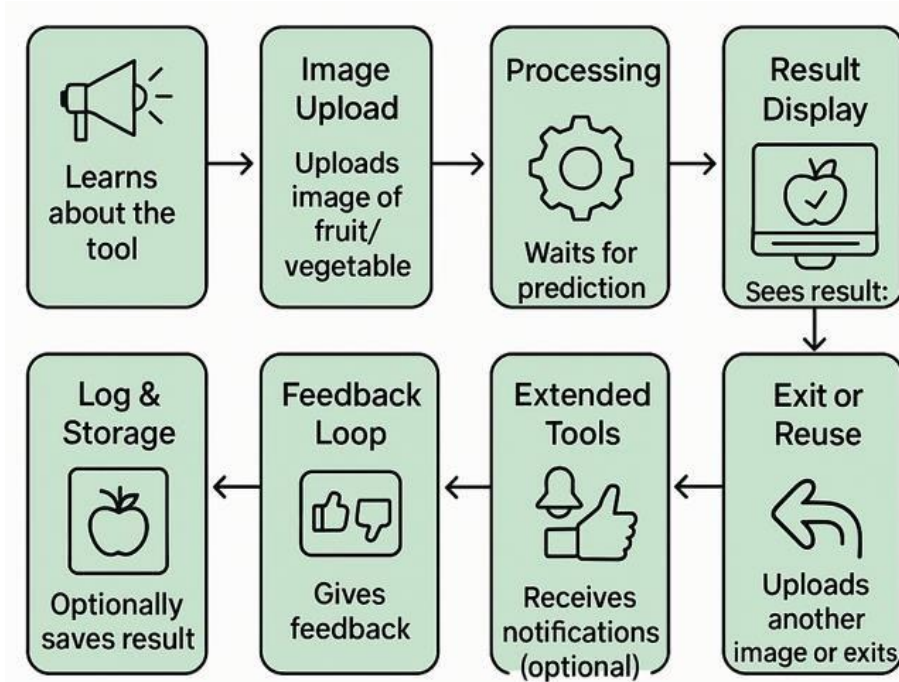 Learns
about the
tool
Image
Upload
Uploads
image of
fruit/
vegetable
Processing
Waits for
prediction
Result
Display
Sees result:
Log &
Storage
Optionally
saves result
Feedback
Loop
Gives
feedback
Extended
Tools
Receives
notifications
(optional)
Exit or
Reuse
Uploads
another
image or exits